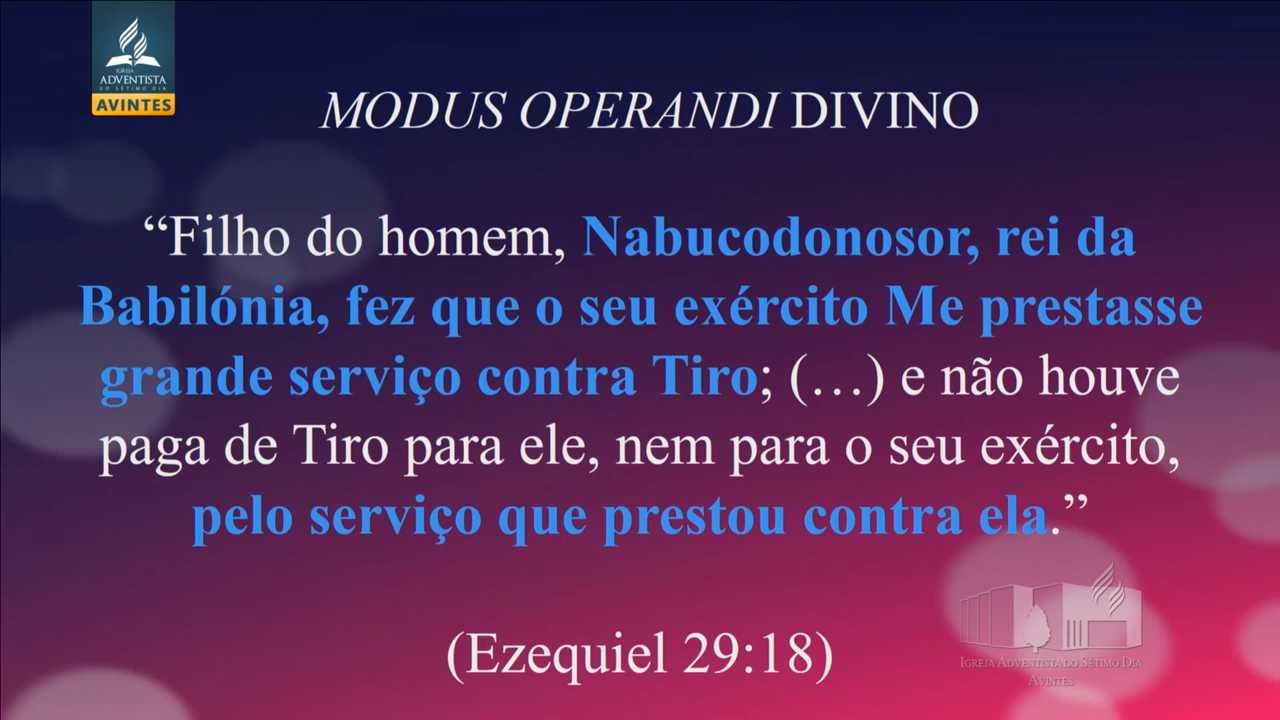 IGREJA
ADVENTISTA
DO SÉTIMO DIA
AVINTES
MODUS OPERANDI DIVINO
“Filho do homem, Nabucodonosor, rei da
Babilónia, fez que o seu exército Me prestasse
grande serviço contra Tiro; (…) e não houve
paga de Tiro para ele, nem para o seu exército,
pelo serviço que prestou contra ela.”
(Ezequiel 29:18)
IGREJA ADVENTISTA DO SÉTIMO DIA
AVINTES